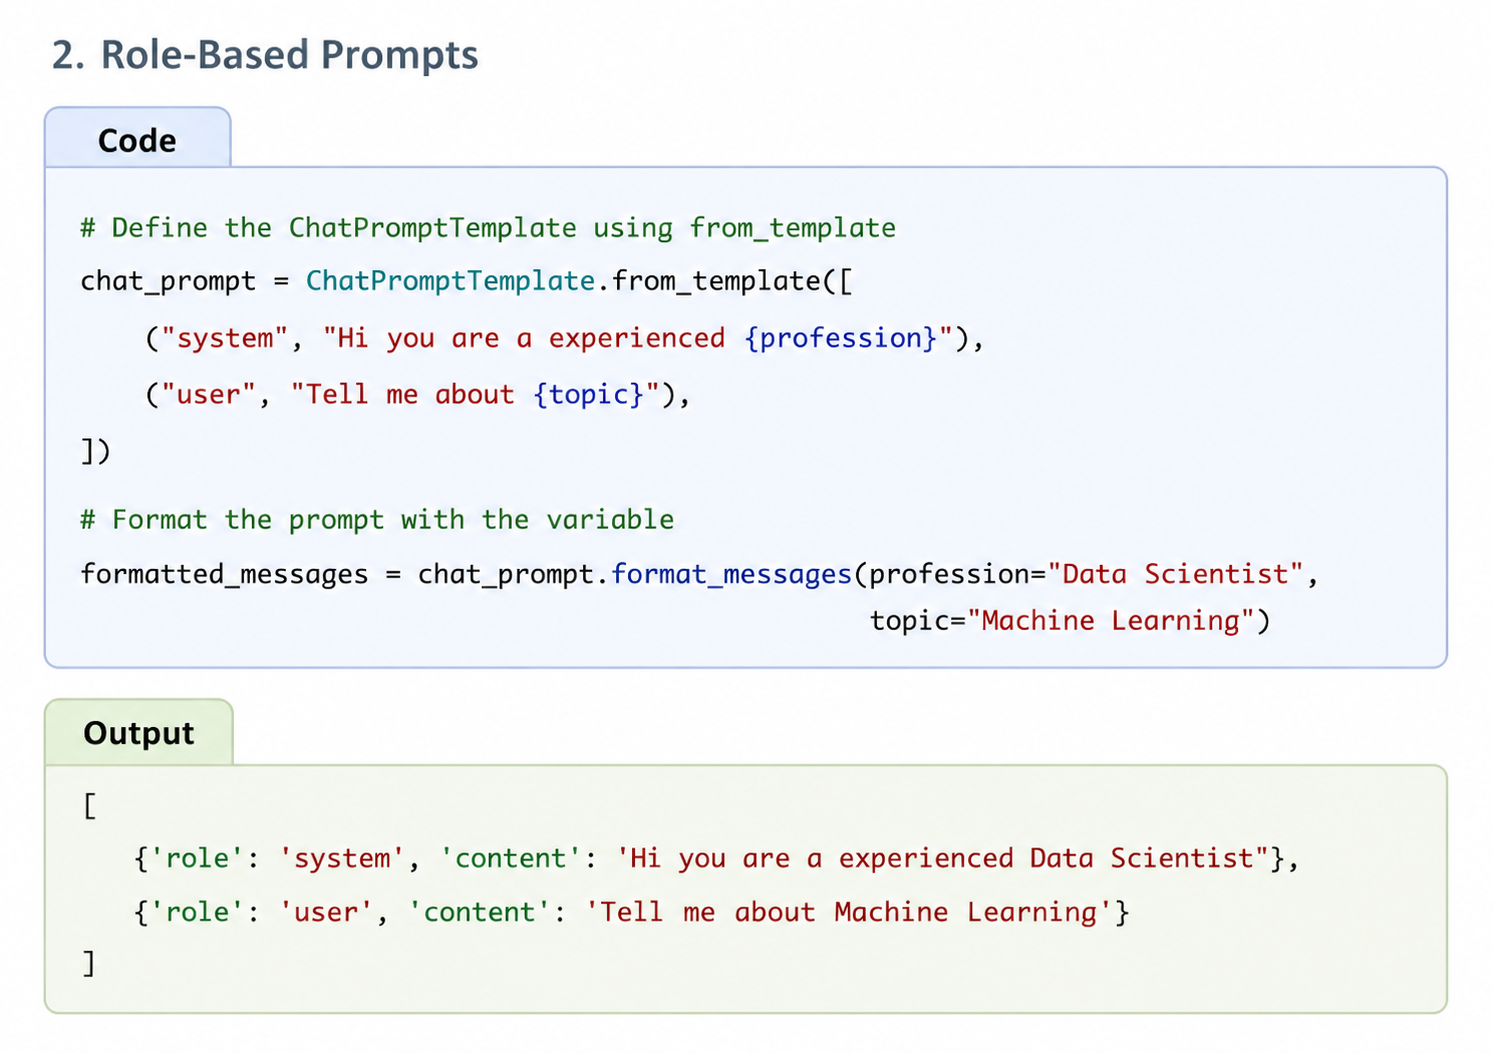 2. Role-Based Prompts
Code
# Define the ChatPromptTemplate using from_template
chat_prompt = ChatPromptTemplate.from_template([
    ("system", "Hi you are a experienced {profession}"),
    ("user", "Tell me about {topic}"),
])
# Format the prompt with the variable
formatted_messages = chat_prompt.format_messages(profession="Data Scientist",
                                                 topic="Machine Learning")
Output
[
   {'role': 'system', 'content': 'Hi you are a experienced Data Scientist"},
   {'role': 'user', 'content': 'Tell me about Machine Learning'}
]